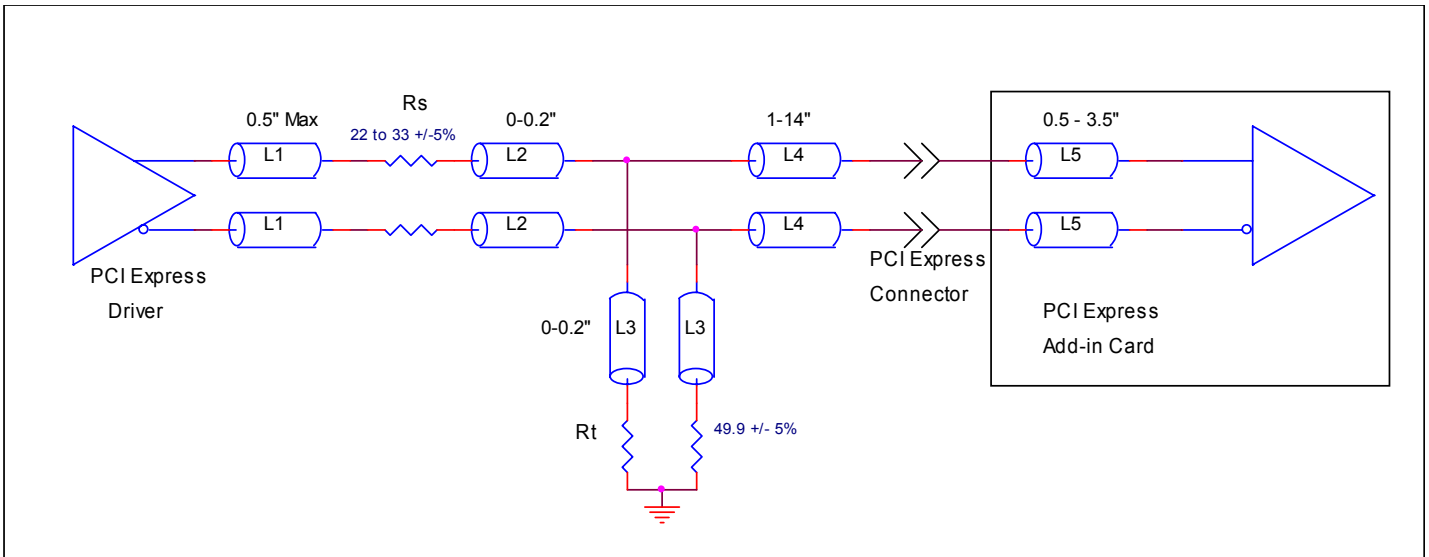 Rs
0.5" Max
22 to 33 +/-5%
0-0.2"
1-14"
0.5 - 3.5"
L1
L2
L4
L5
L1
L2
L4
L5
PCI Express
Driver
PCI Express
Connector
0-0.2"
L3
L3
PCI Express
Add-in Card
Rt
49.9 +/- 5%